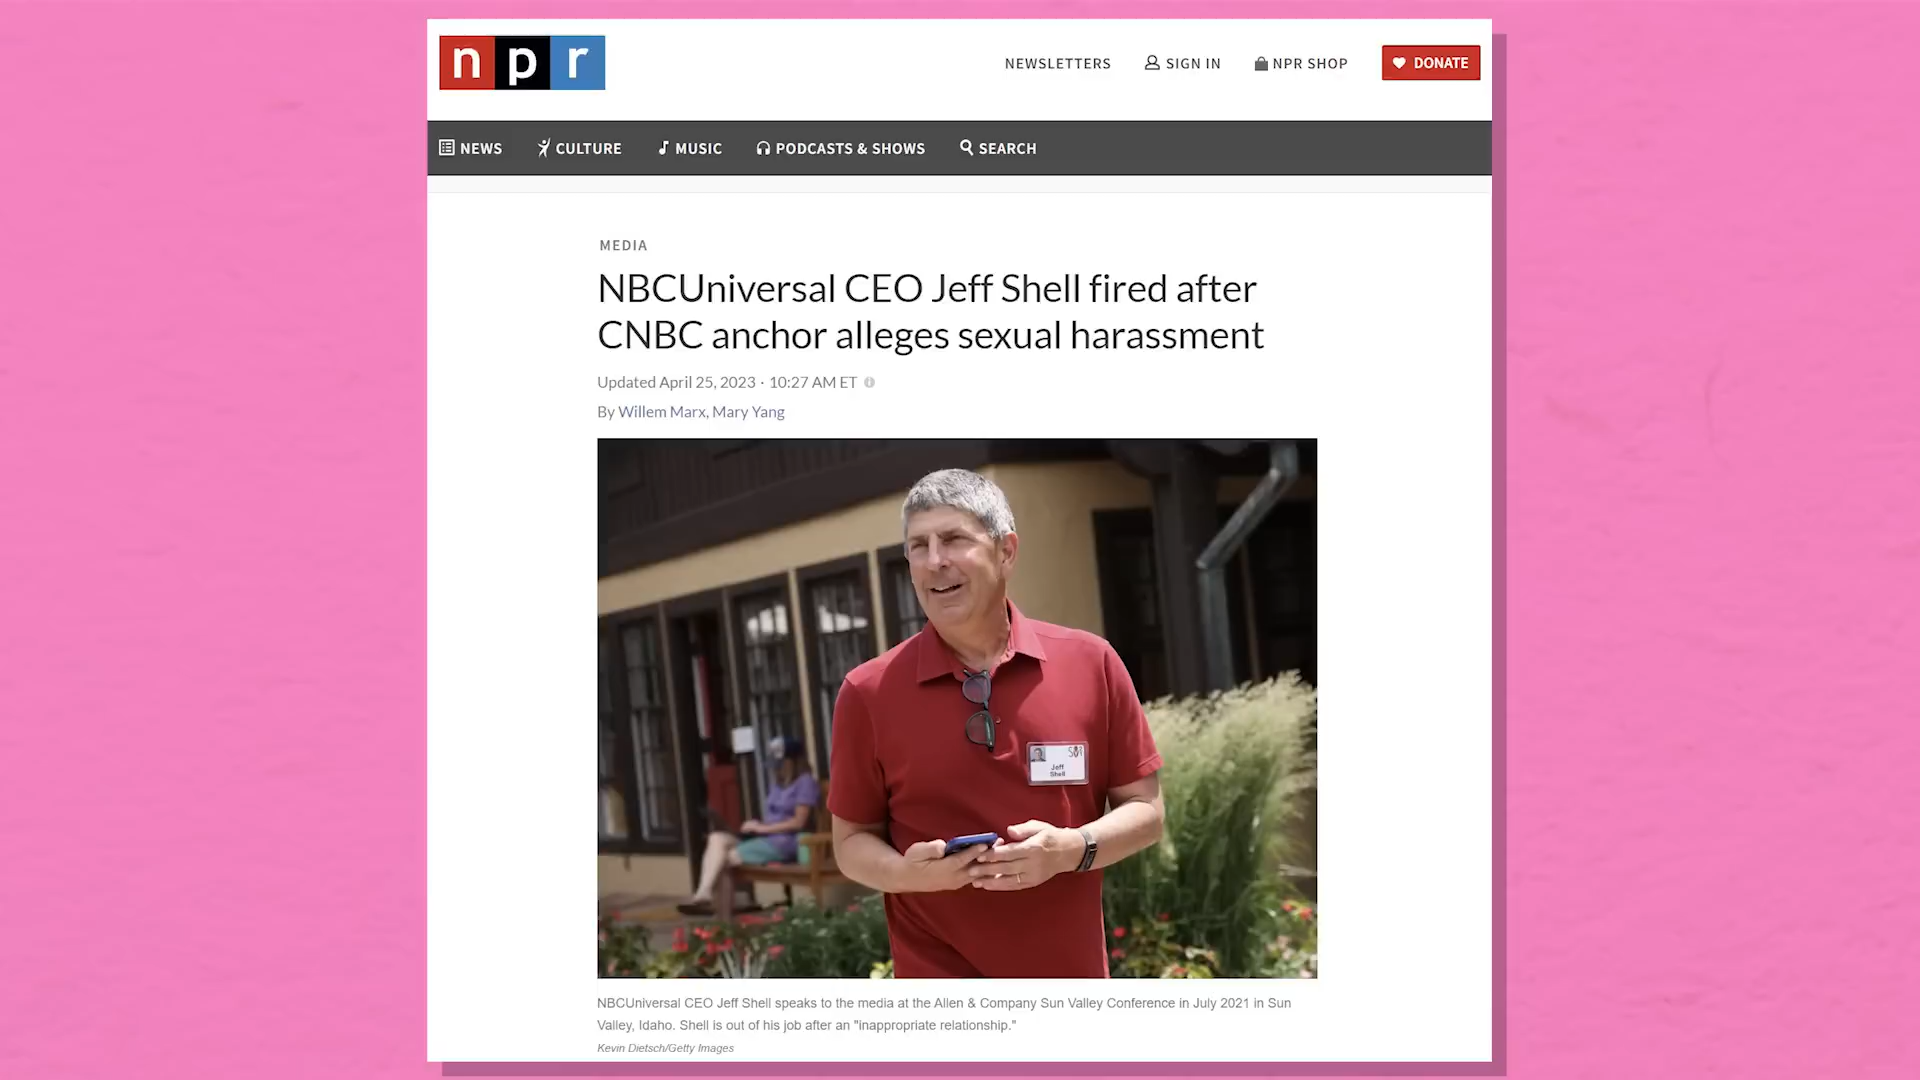 npr
NEWSLETTERS
SIGN IN
NPR SHOP
DONATE
NEWS
CULTURE
MUSIC
PODCASTS & SHOWS
SEARCH
MEDIA
NBCUniversal CEO Jeff Shell fired after
CNBC anchor alleges sexual harassment
Updated April 25, 2023 · 10:27 AM ET
By Willem Marx, Mary Yang
Jeff
Shell
NBCUniversal CEO Jeff Shell speaks to the media at the Allen & Company Sun Valley Conference in July 2021 in Sun
Valley, Idaho. Shell is out of his job after an "inappropriate relationship."
Kevin Dietsch/Getty Images